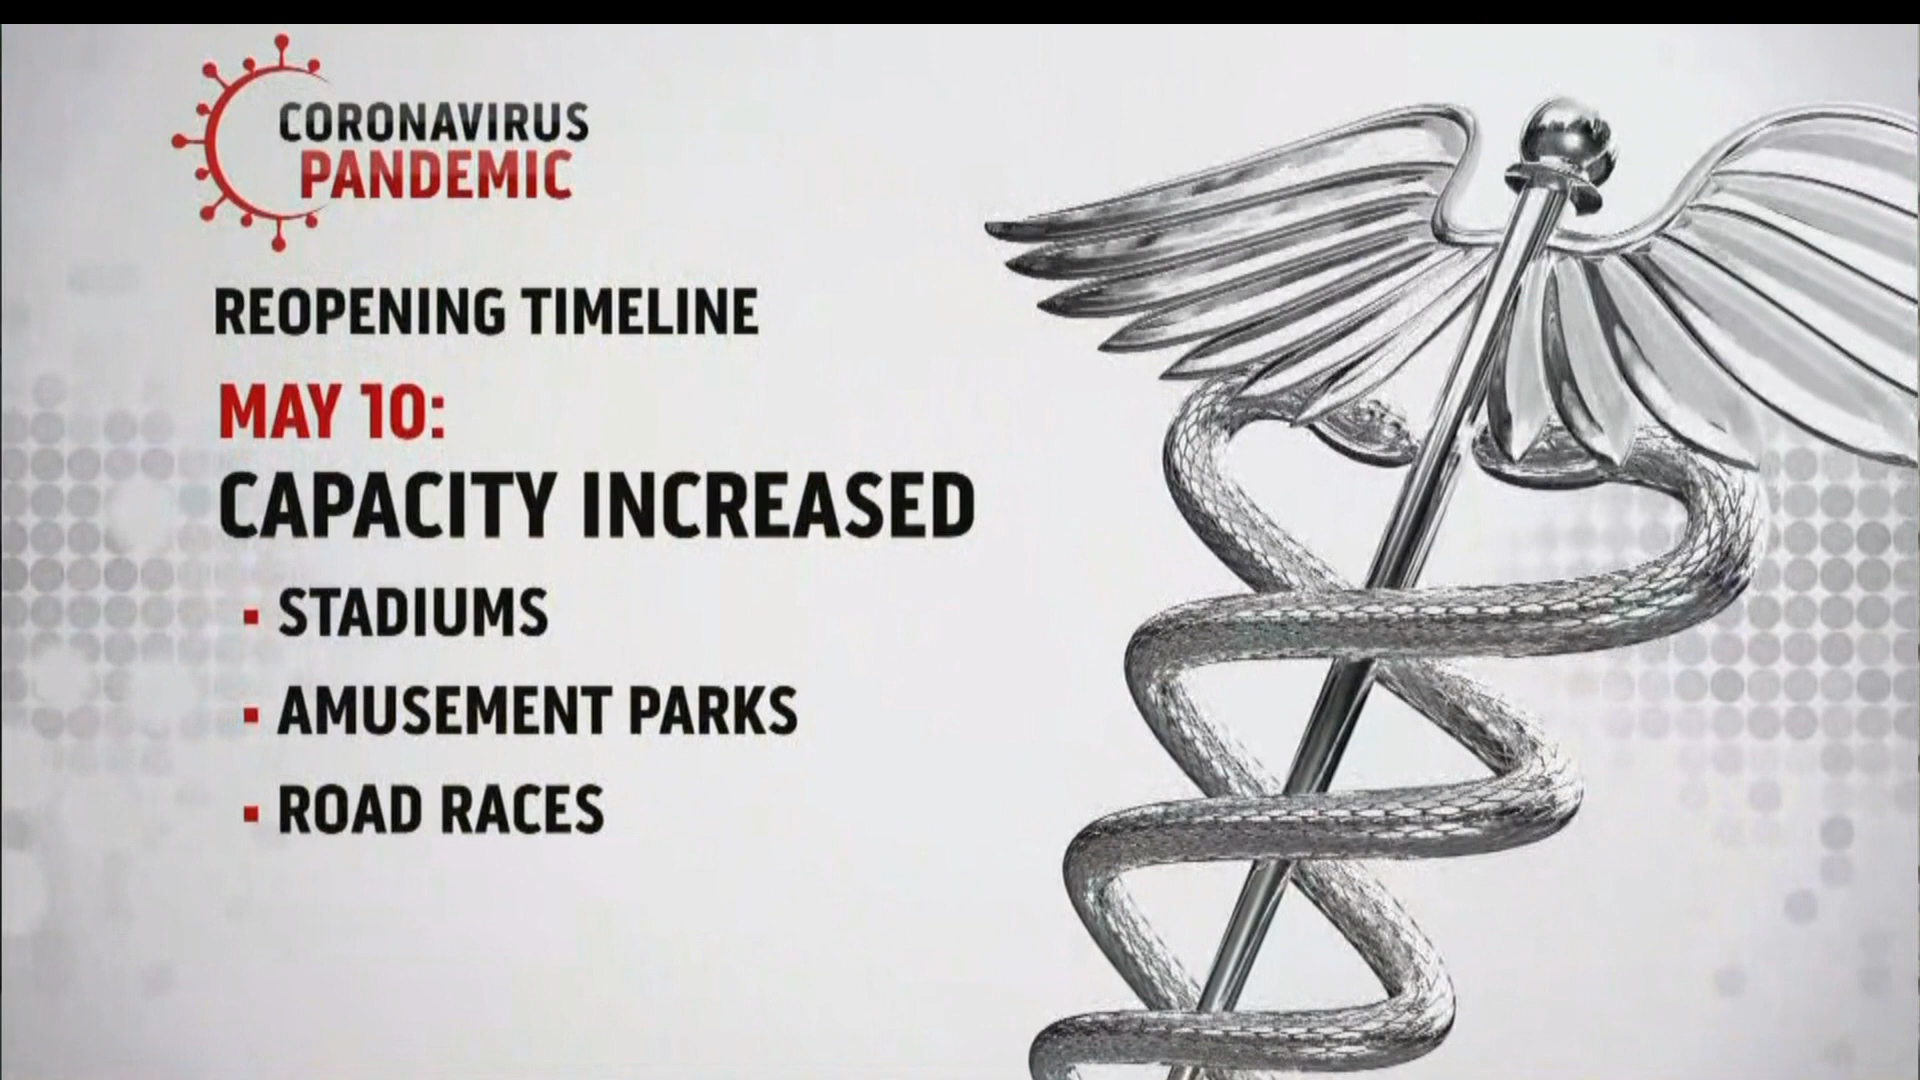 CORONAVIRUS
PANDEMIC
REOPENING TIMELINE
MAY 10:
CAPACITY INCREASED
▪ STADIUMS
▪ AMUSEMENT PARKS
▪ ROAD RACES